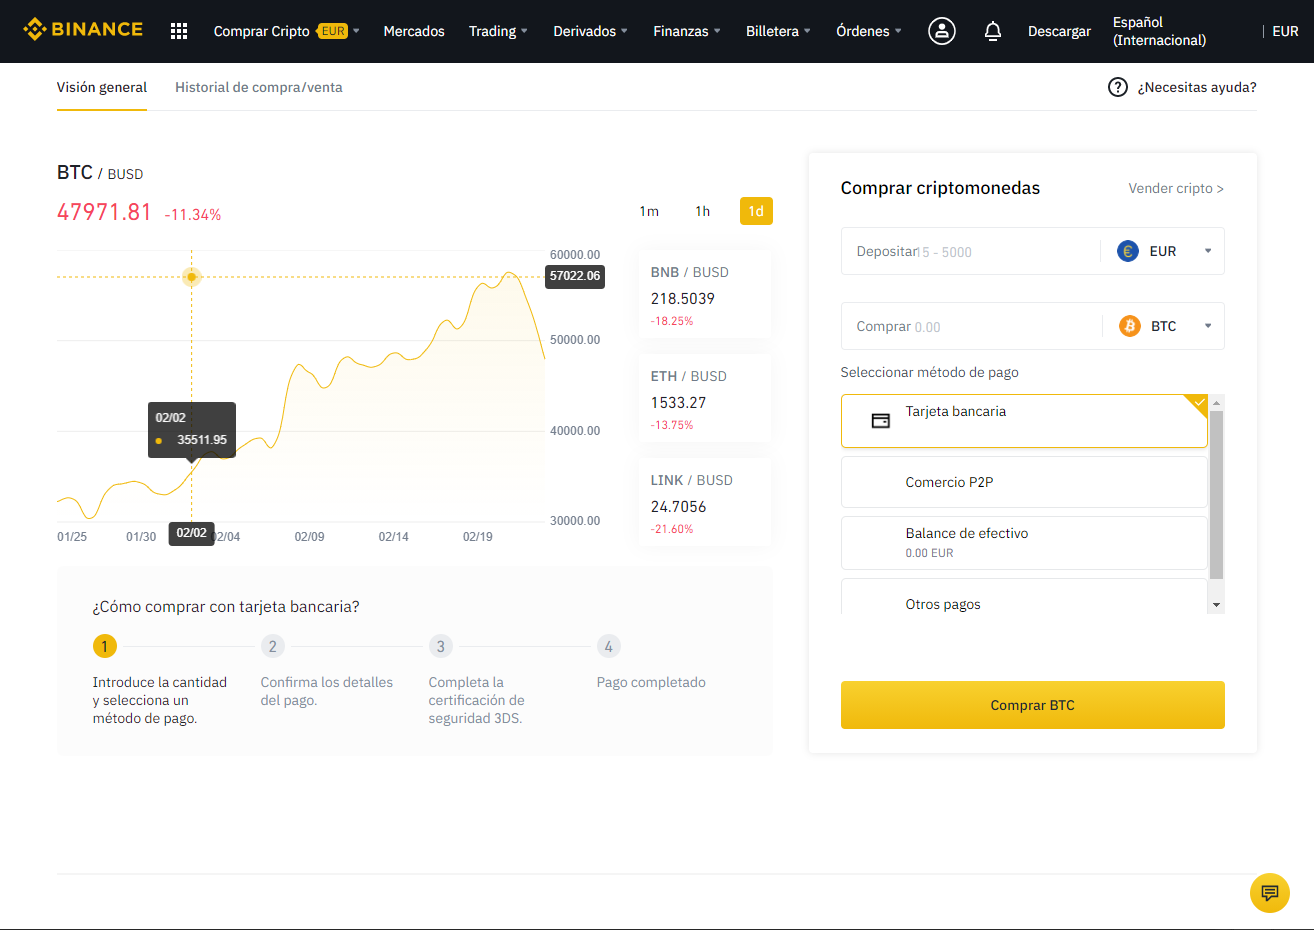 BINANCE
Comprar Cripto EUR
Mercados
Trading
Derivados
Finanzas
Billetera
Órdenes
Descargar
Español
(Internacional)
EUR
Visión general
Historial de compra/venta
¿Necesitas ayuda?
BTC / BUSD
47971.81 -11.34%
1m
1h
1d
60000.00
57022.06
50000.00
40000.00
30000.00
02/02
35511.95
01/25
01/30
02/02
02/04
02/09
02/14
02/19
BNB / BUSD
218.5039
-18.25%
ETH / BUSD
1533.27
-13.75%
LINK / BUSD
24.7056
-21.60%
¿Cómo comprar con tarjeta bancaria?
1
2
3
4
Introduce la cantidad
y selecciona un
método de pago.
Confirma los detalles
del pago.
Completa la
certificación de
seguridad 3DS.
Pago completado
Comprar criptomonedas
Vender cripto >
Depositar 15 - 5000
EUR
Comprar 0.00
BTC
Seleccionar método de pago
Tarjeta bancaria
Comercio P2P
Balance de efectivo
0.00 EUR
Otros pagos
Comprar BTC